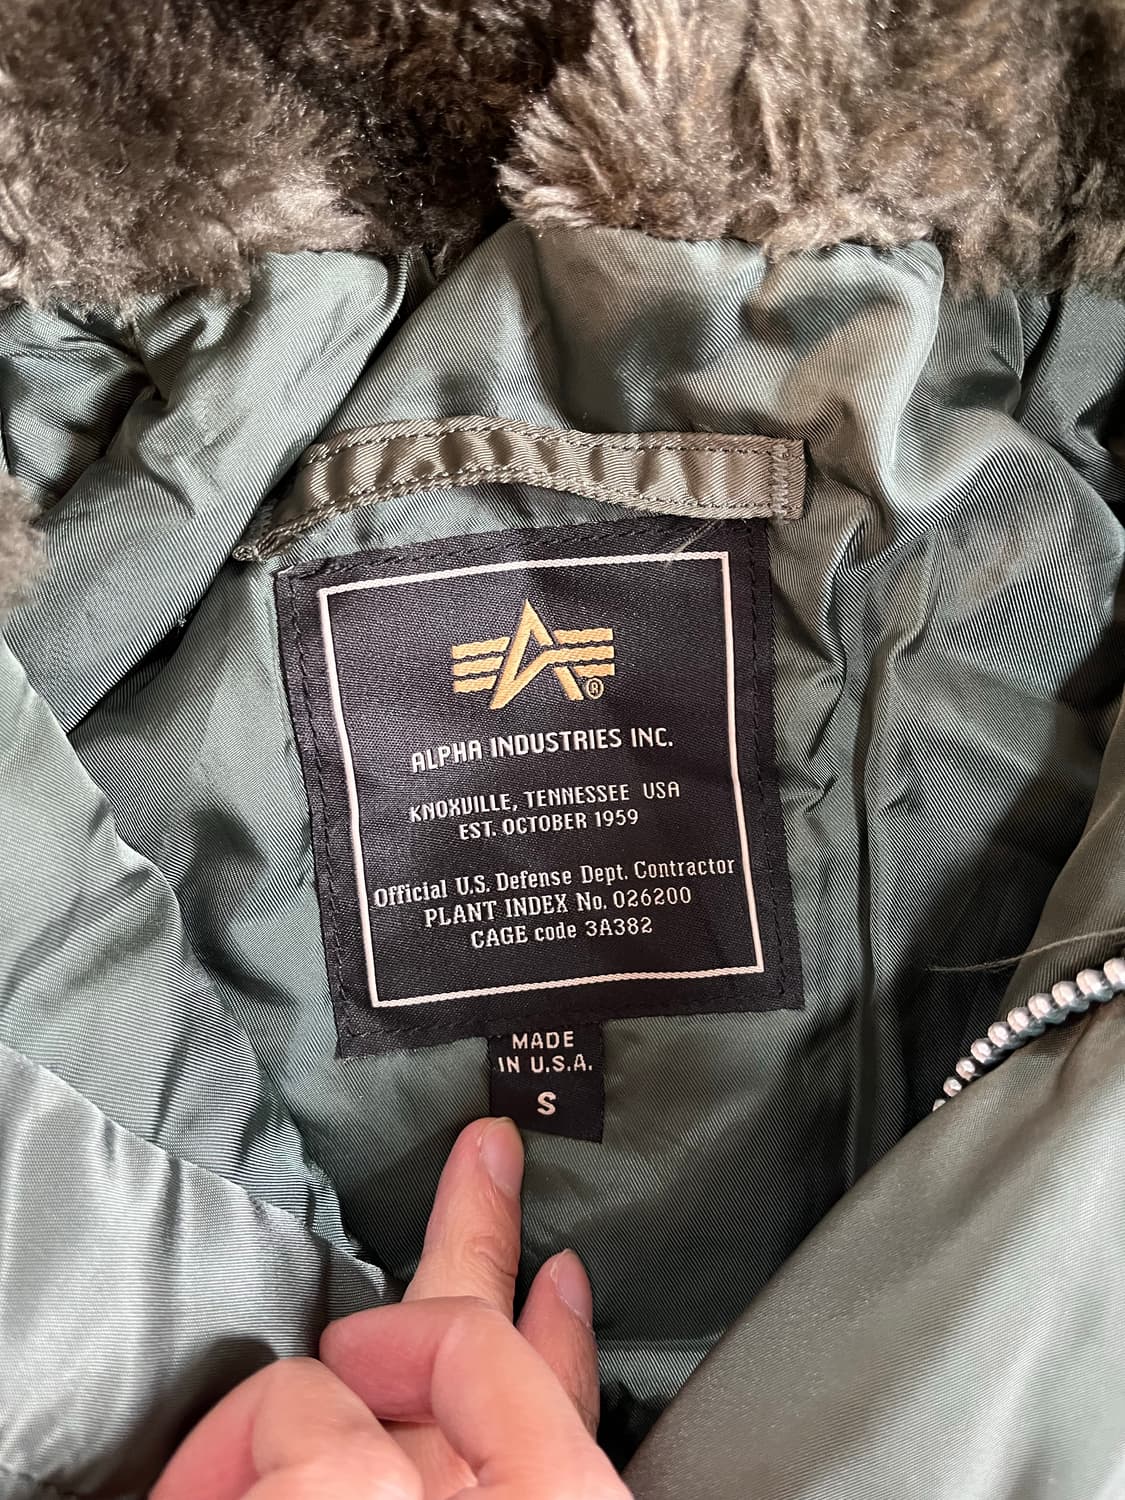 ®
ALPHA INDUSTRIES INC.
KNOXVILLE, TENNESSEE USA
EST. OCTOBER 1959
Official U.S. Defense Dept. Contractor
PLANT INDEX No. 026200
CAGE code 3A382
MADE
IN U.S.A.
S